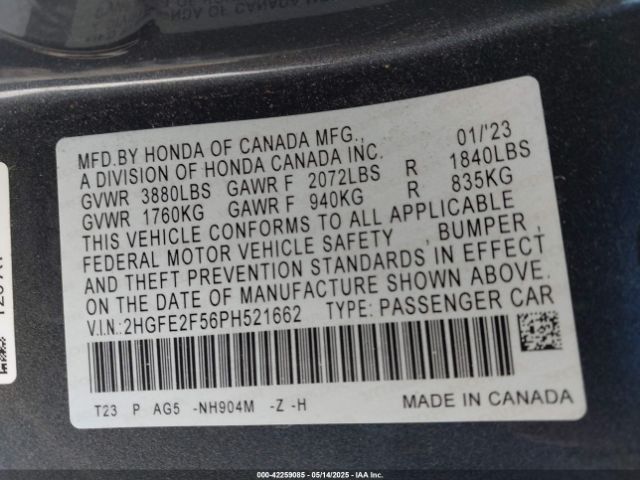 MFD.BY HONDA OF CANADA MFG., 01/'23
A DIVISION OF HONDA CANADA INC.
GVWR 3880LBS GAWR F 2072LBS R 1840LBS
GVWR 1760KG GAWR F 940KG R 835KG
THIS VEHICLE CONFORMS TO ALL APPLICABLE
FEDERAL MOTOR VEHICLE SAFETY , BUMPER ,
AND THEFT PREVENTION STANDARDS IN EFFECT
ON THE DATE OF MANUFACTURE SHOWN ABOVE.
V.I.N.:2HGFE2F56PH521662 TYPE: PASSENGER CAR
T23 P AG5 -NH904M -Z -H MADE IN CANADA
000-42259085 - 05/14/2025 - IAA Inc.